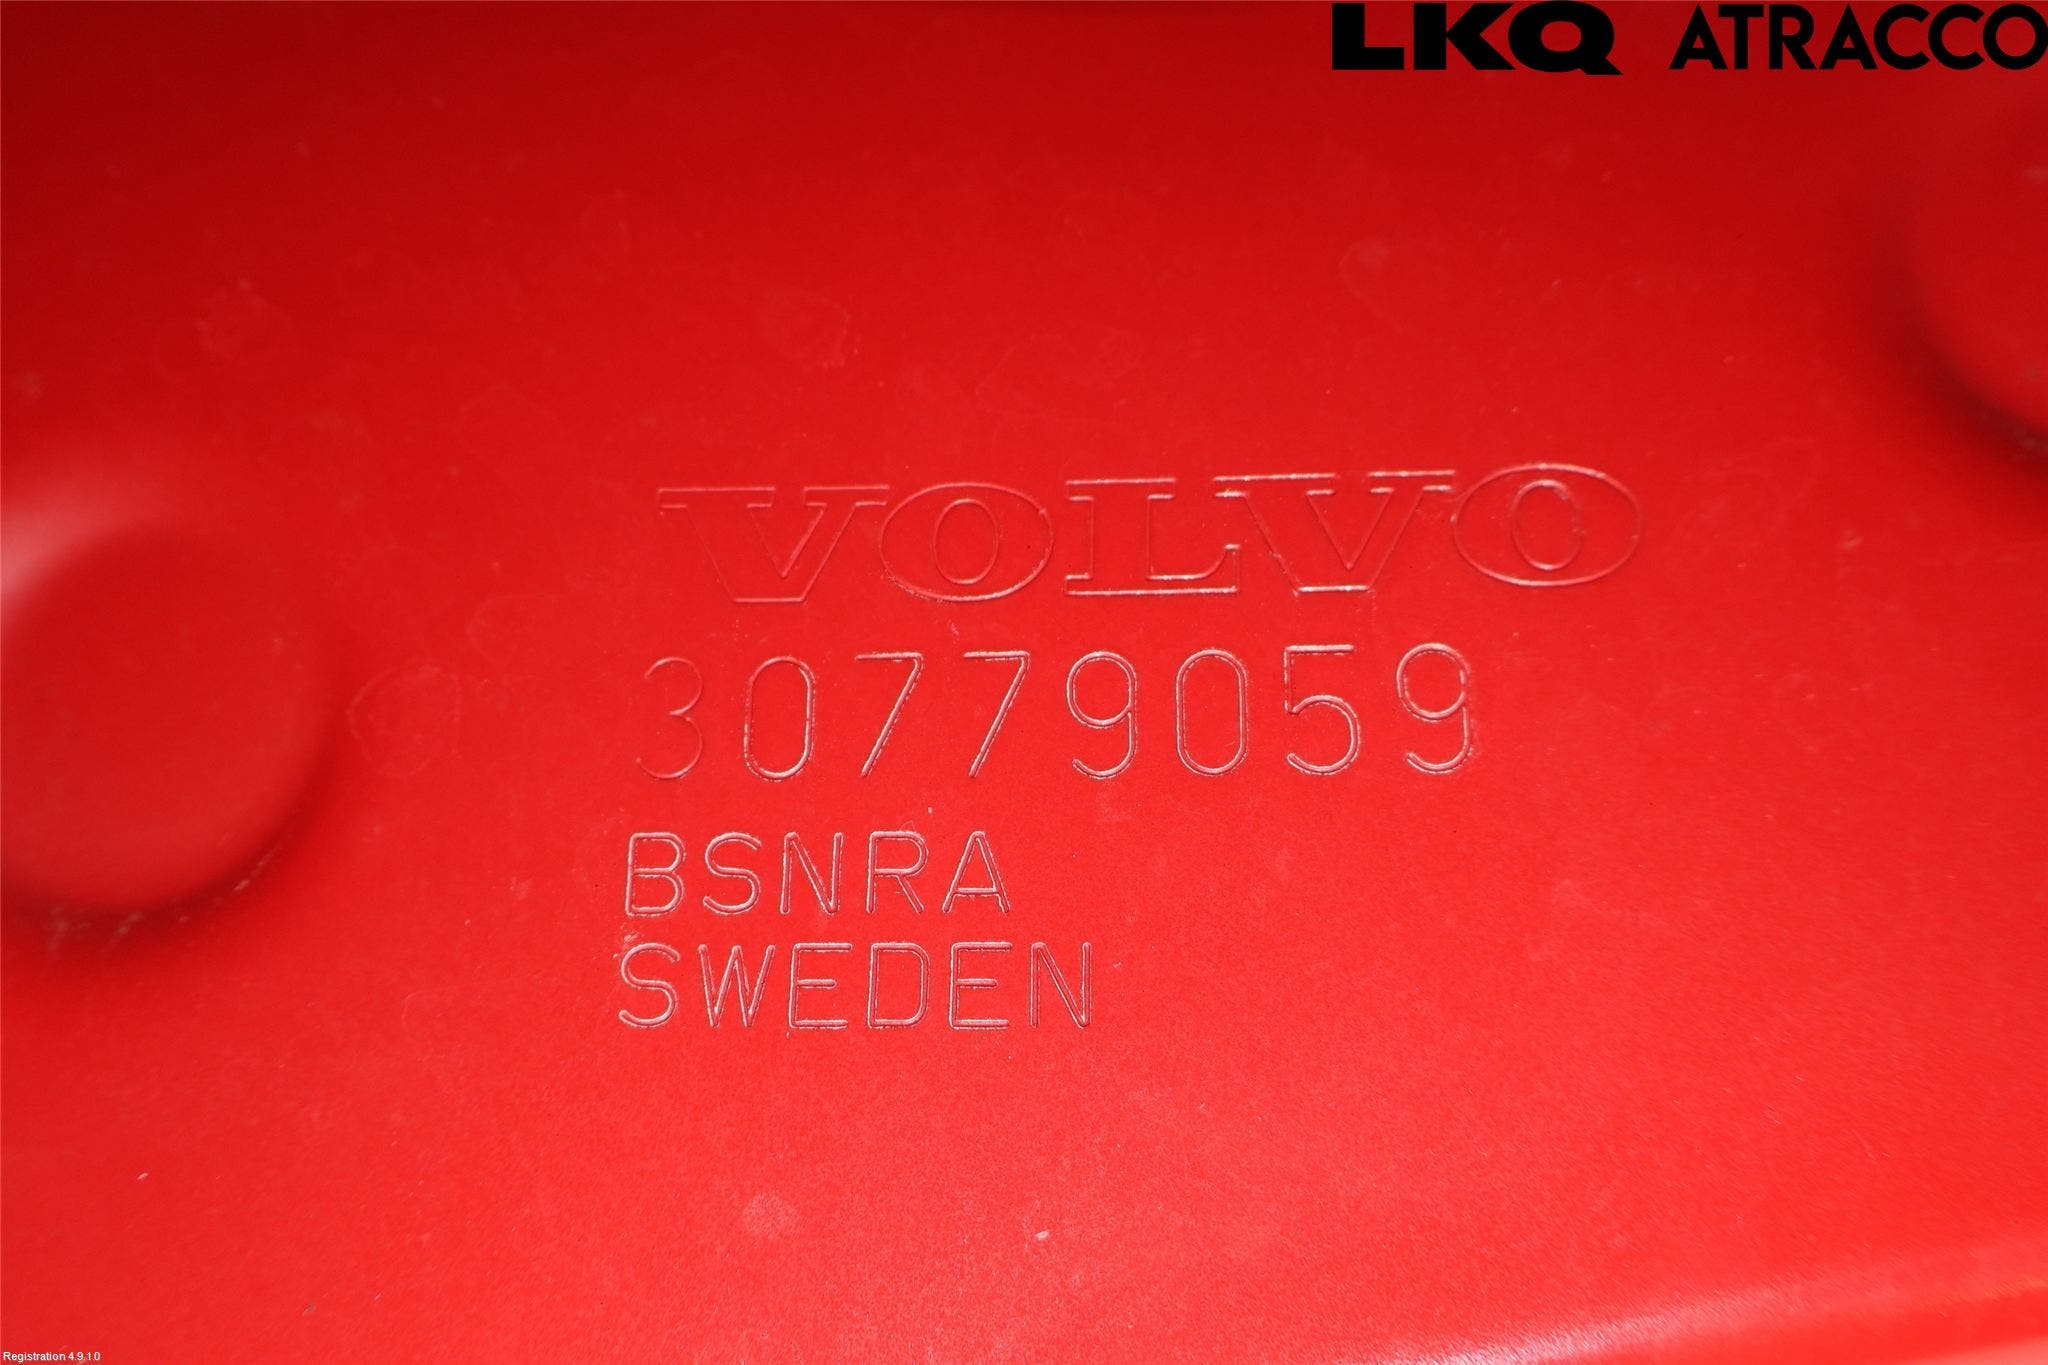 LKQ ATRACCO
VOLVO
30779059
BSNRA
SWEDEN
Registration 4.9.1.0